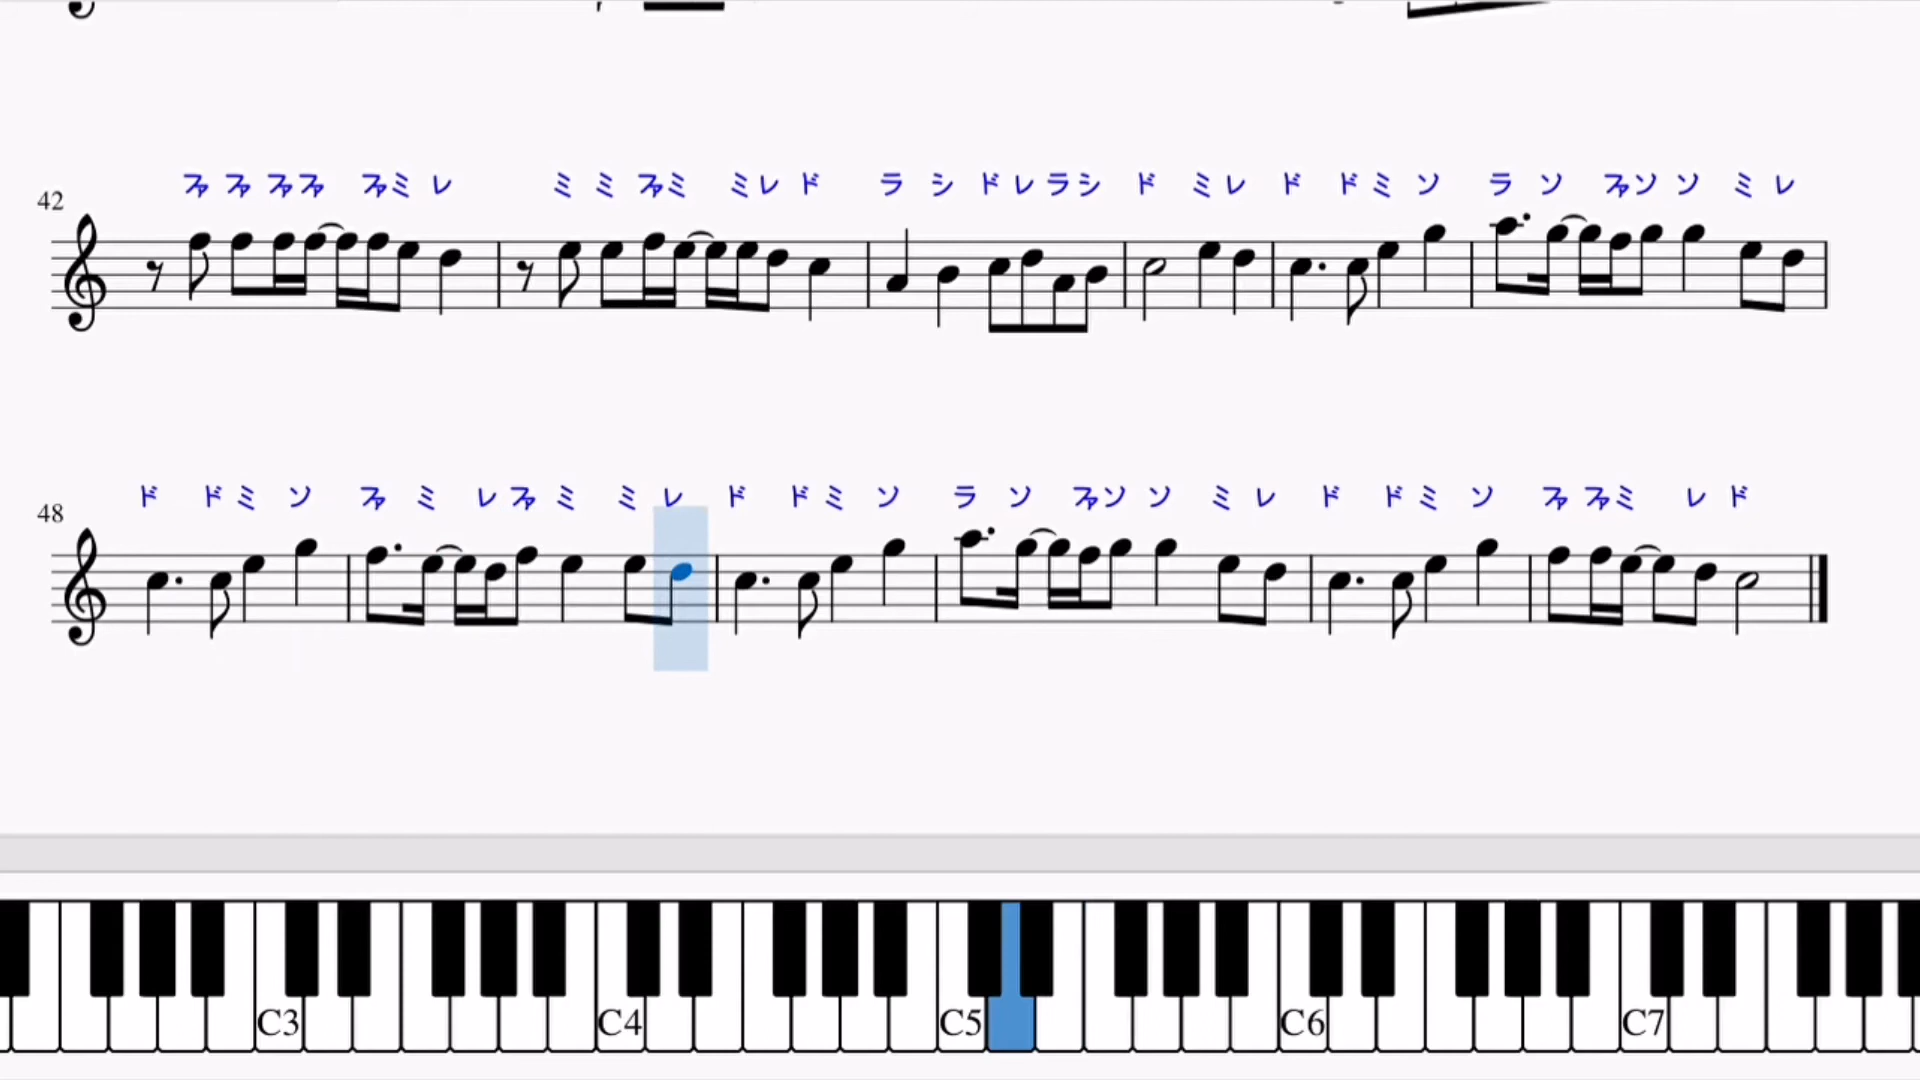 ファ ファ ファ ファ ファ ミ レ ミ ミ ファ ミ ミ レ ド ラ シ ド レ ラ シ ド ミ レ ド ド ミ ソ ラ ソ ファ ソ ソ ミ レ
42
ド ド ミ ソ ファ ミ レ ファ ミ ミ レ ド ド ミ ソ ラ ソ ファ ソ ソ ミ レ ド ド ミ ソ ファ ファ ミ レ ド
48
C3 C4 C5 C6 C7